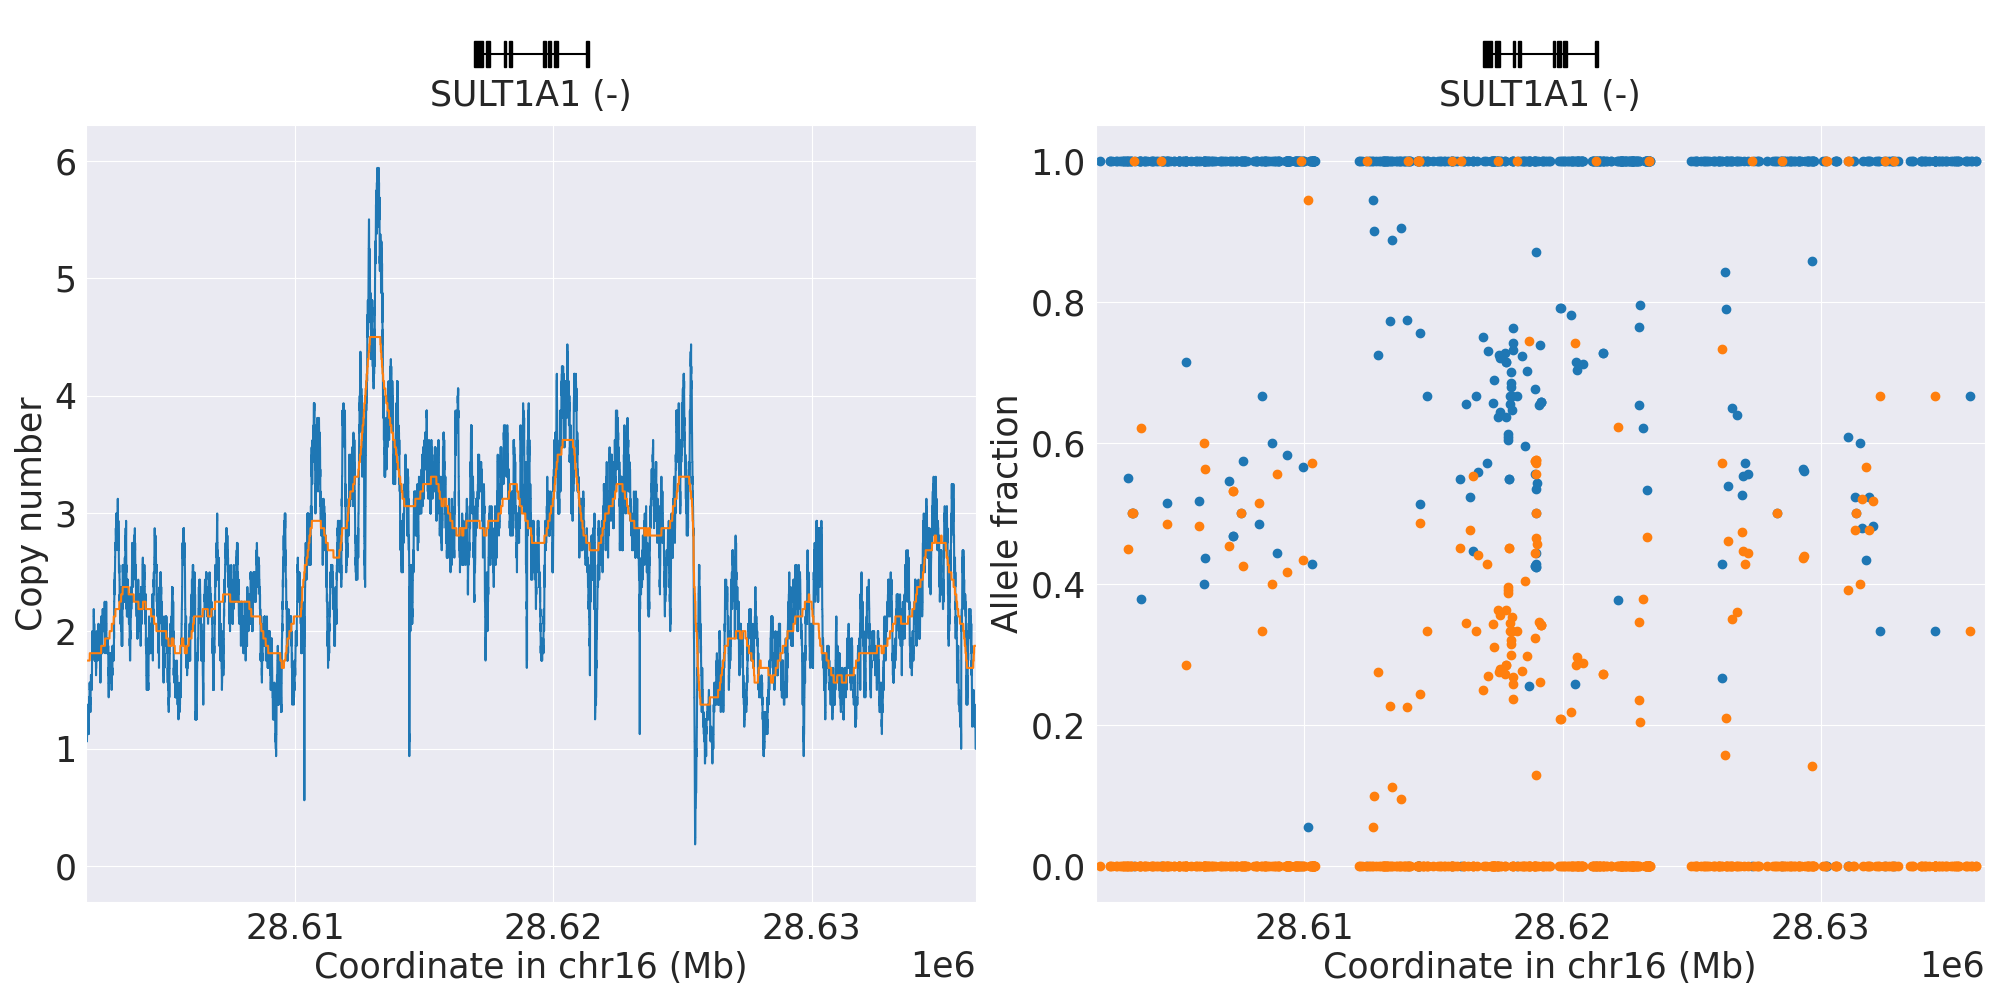 SULT1A1 (-)
Copy number
6
5
4
3
2
1
0
28.61
28.62
28.63
Coordinate in chr16 (Mb)
1e6
SULT1A1 (-)
Allele fraction
1.0
0.8
0.6
0.4
0.2
0.0
28.61
28.62
28.63
Coordinate in chr16 (Mb)
1e6